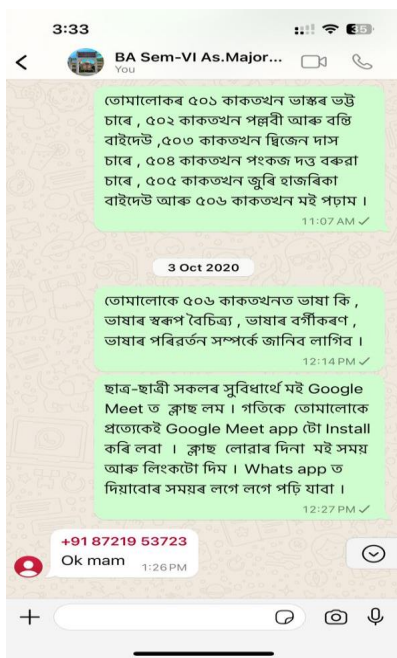 3:33
35
BA Sem-VI As.Major...
You
তোমালোকৰ ৫০১ কাকতখন ভাস্কৰ ভট্ট
চাৰে , ৫০২ কাকতখন পল্লবী আৰু বন্তি
বাইদেউ ,৫০৩ কাকতখন দ্বিজেন দাস
চাৰে , ৫০৪ কাকতখন পংকজ দত্ত বৰুৱা
চাৰে , ৫০৫ কাকতখন জুৰি হাজৰিকা
বাইদেউ আৰু ৫০৬ কাকতখন মই পঢ়াম ।
11:07 AM
3 Oct 2020
তোমালোকে ৫০৬ কাকতখনত ভাষা কি ,
ভাষাৰ স্বৰূপ বৈচিত্ৰ্য , ভাষাৰ বৰ্গীকৰণ ,
ভাষাৰ পৰিৱৰ্তন সম্পৰ্কে জানিব লাগিব ।
12:14 PM
ছাত্ৰ-ছাত্ৰী সকলৰ সুবিধাৰ্থে মই Google
Meet ত ক্লাছ লম । গতিকে তোমালোকে
প্ৰত্যেকেই Google Meet app টো Install
কৰি লবা । ক্লাছ লোৱাৰ দিনা মই সময়
আৰু লিংকটো দিম । Whats app ত
দিয়াবোৰ সময়ৰ লগে লগে পঢ়ি যাবা ।
12:27 PM
+91 87219 53723
Ok mam
1:26 PM